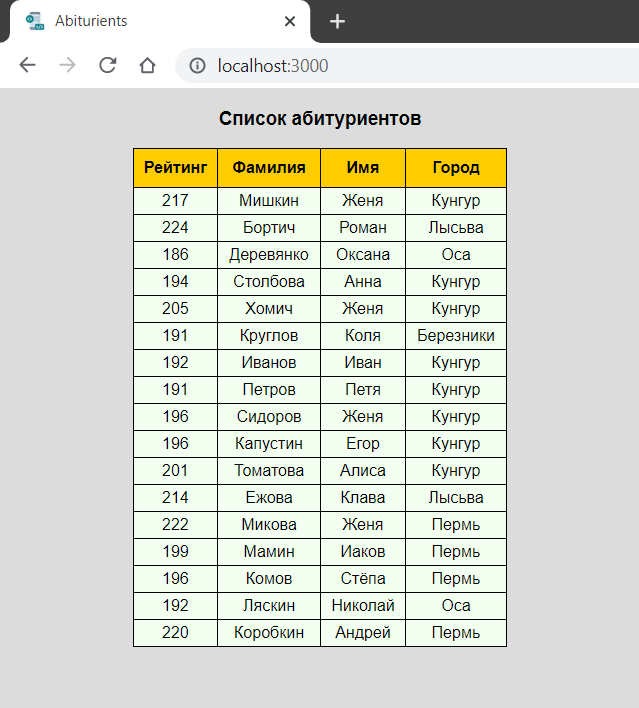 Abiturients
localhost:3000
Список абитуриентов
Рейтинг Фамилия Имя Город
217 Мишкин Женя Кунгур
224 Бортич Роман Лысьва
186 Деревянко Оксана Оса
194 Столбова Анна Кунгур
205 Хомич Женя Кунгур
191 Круглов Коля Березники
192 Иванов Иван Кунгур
191 Петров Петя Кунгур
196 Сидоров Женя Кунгур
196 Капустин Егор Кунгур
201 Томатова Алиса Кунгур
214 Ежова Клава Лысьва
222 Микова Женя Пермь
199 Мамин Иаков Пермь
196 Комов Стёпа Пермь
192 Ляскин Николай Оса
220 Коробкин Андрей Пермь